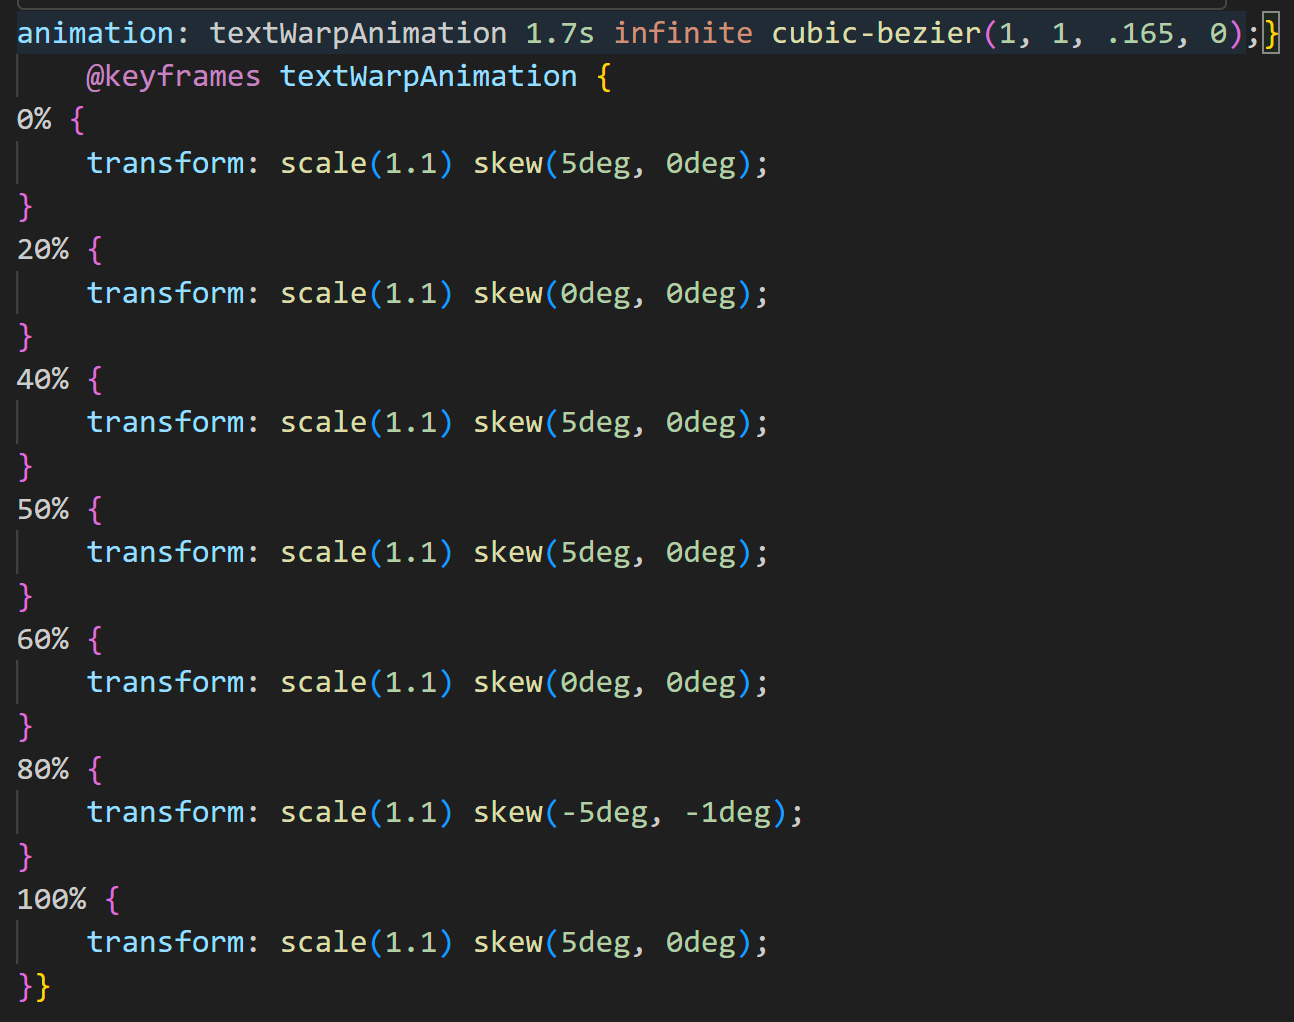 animation: textWarpAnimation 1.7s infinite cubic-bezier(1, 1, .165, 0);}
@keyframes textWarpAnimation {
0% {
transform: scale(1.1) skew(5deg, 0deg);
}
20% {
transform: scale(1.1) skew(0deg, 0deg);
}
40% {
transform: scale(1.1) skew(5deg, 0deg);
}
50% {
transform: scale(1.1) skew(5deg, 0deg);
}
60% {
transform: scale(1.1) skew(0deg, 0deg);
}
80% {
transform: scale(1.1) skew(-5deg, -1deg);
}
100% {
transform: scale(1.1) skew(5deg, 0deg);
}}